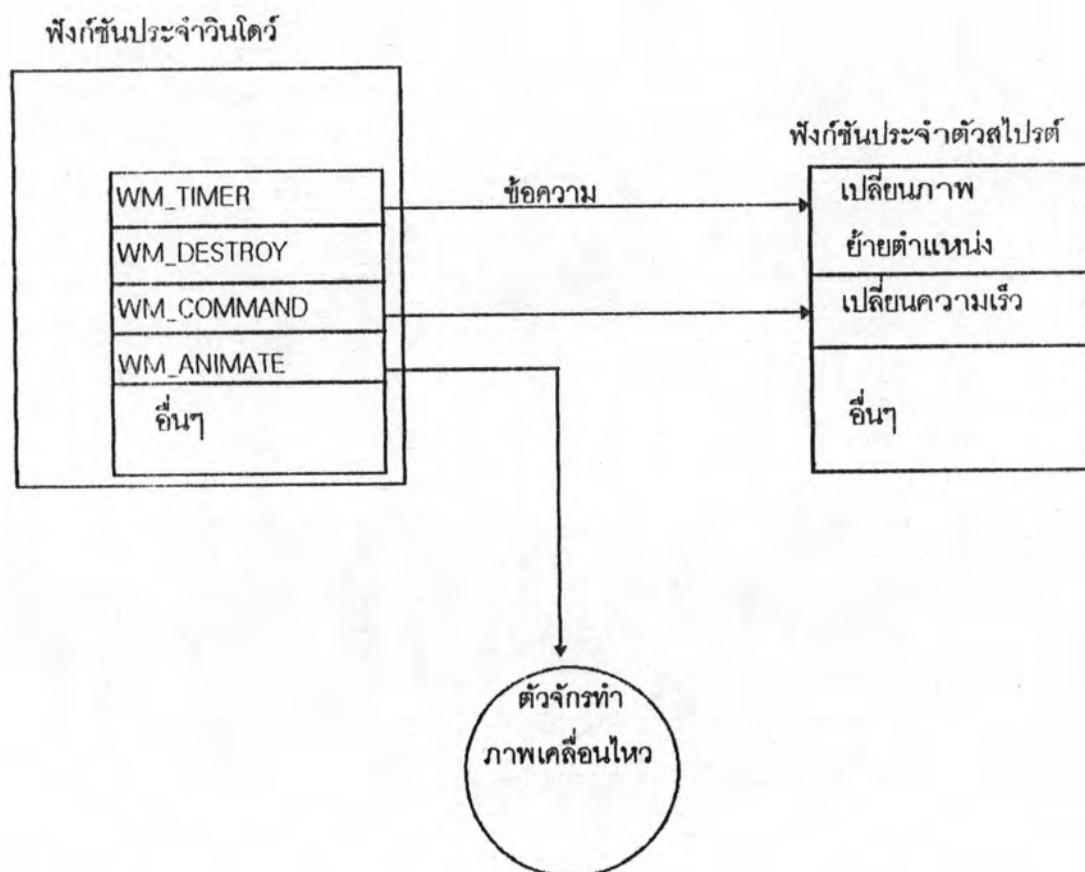 ฟังก์ชันประจำวินโดว์
ฟังก์ชันประจำตัวสไปรต์
WM_TIMER
WM_DESTROY
WM_COMMAND
WM_ANIMATE
อื่นๆ
ข้อความ
เปลี่ยนภาพ
ย้ายตำแหน่ง
เปลี่ยนความเร็ว
อื่นๆ
ตัวจักรทำ
ภาพเคลื่อนไหว